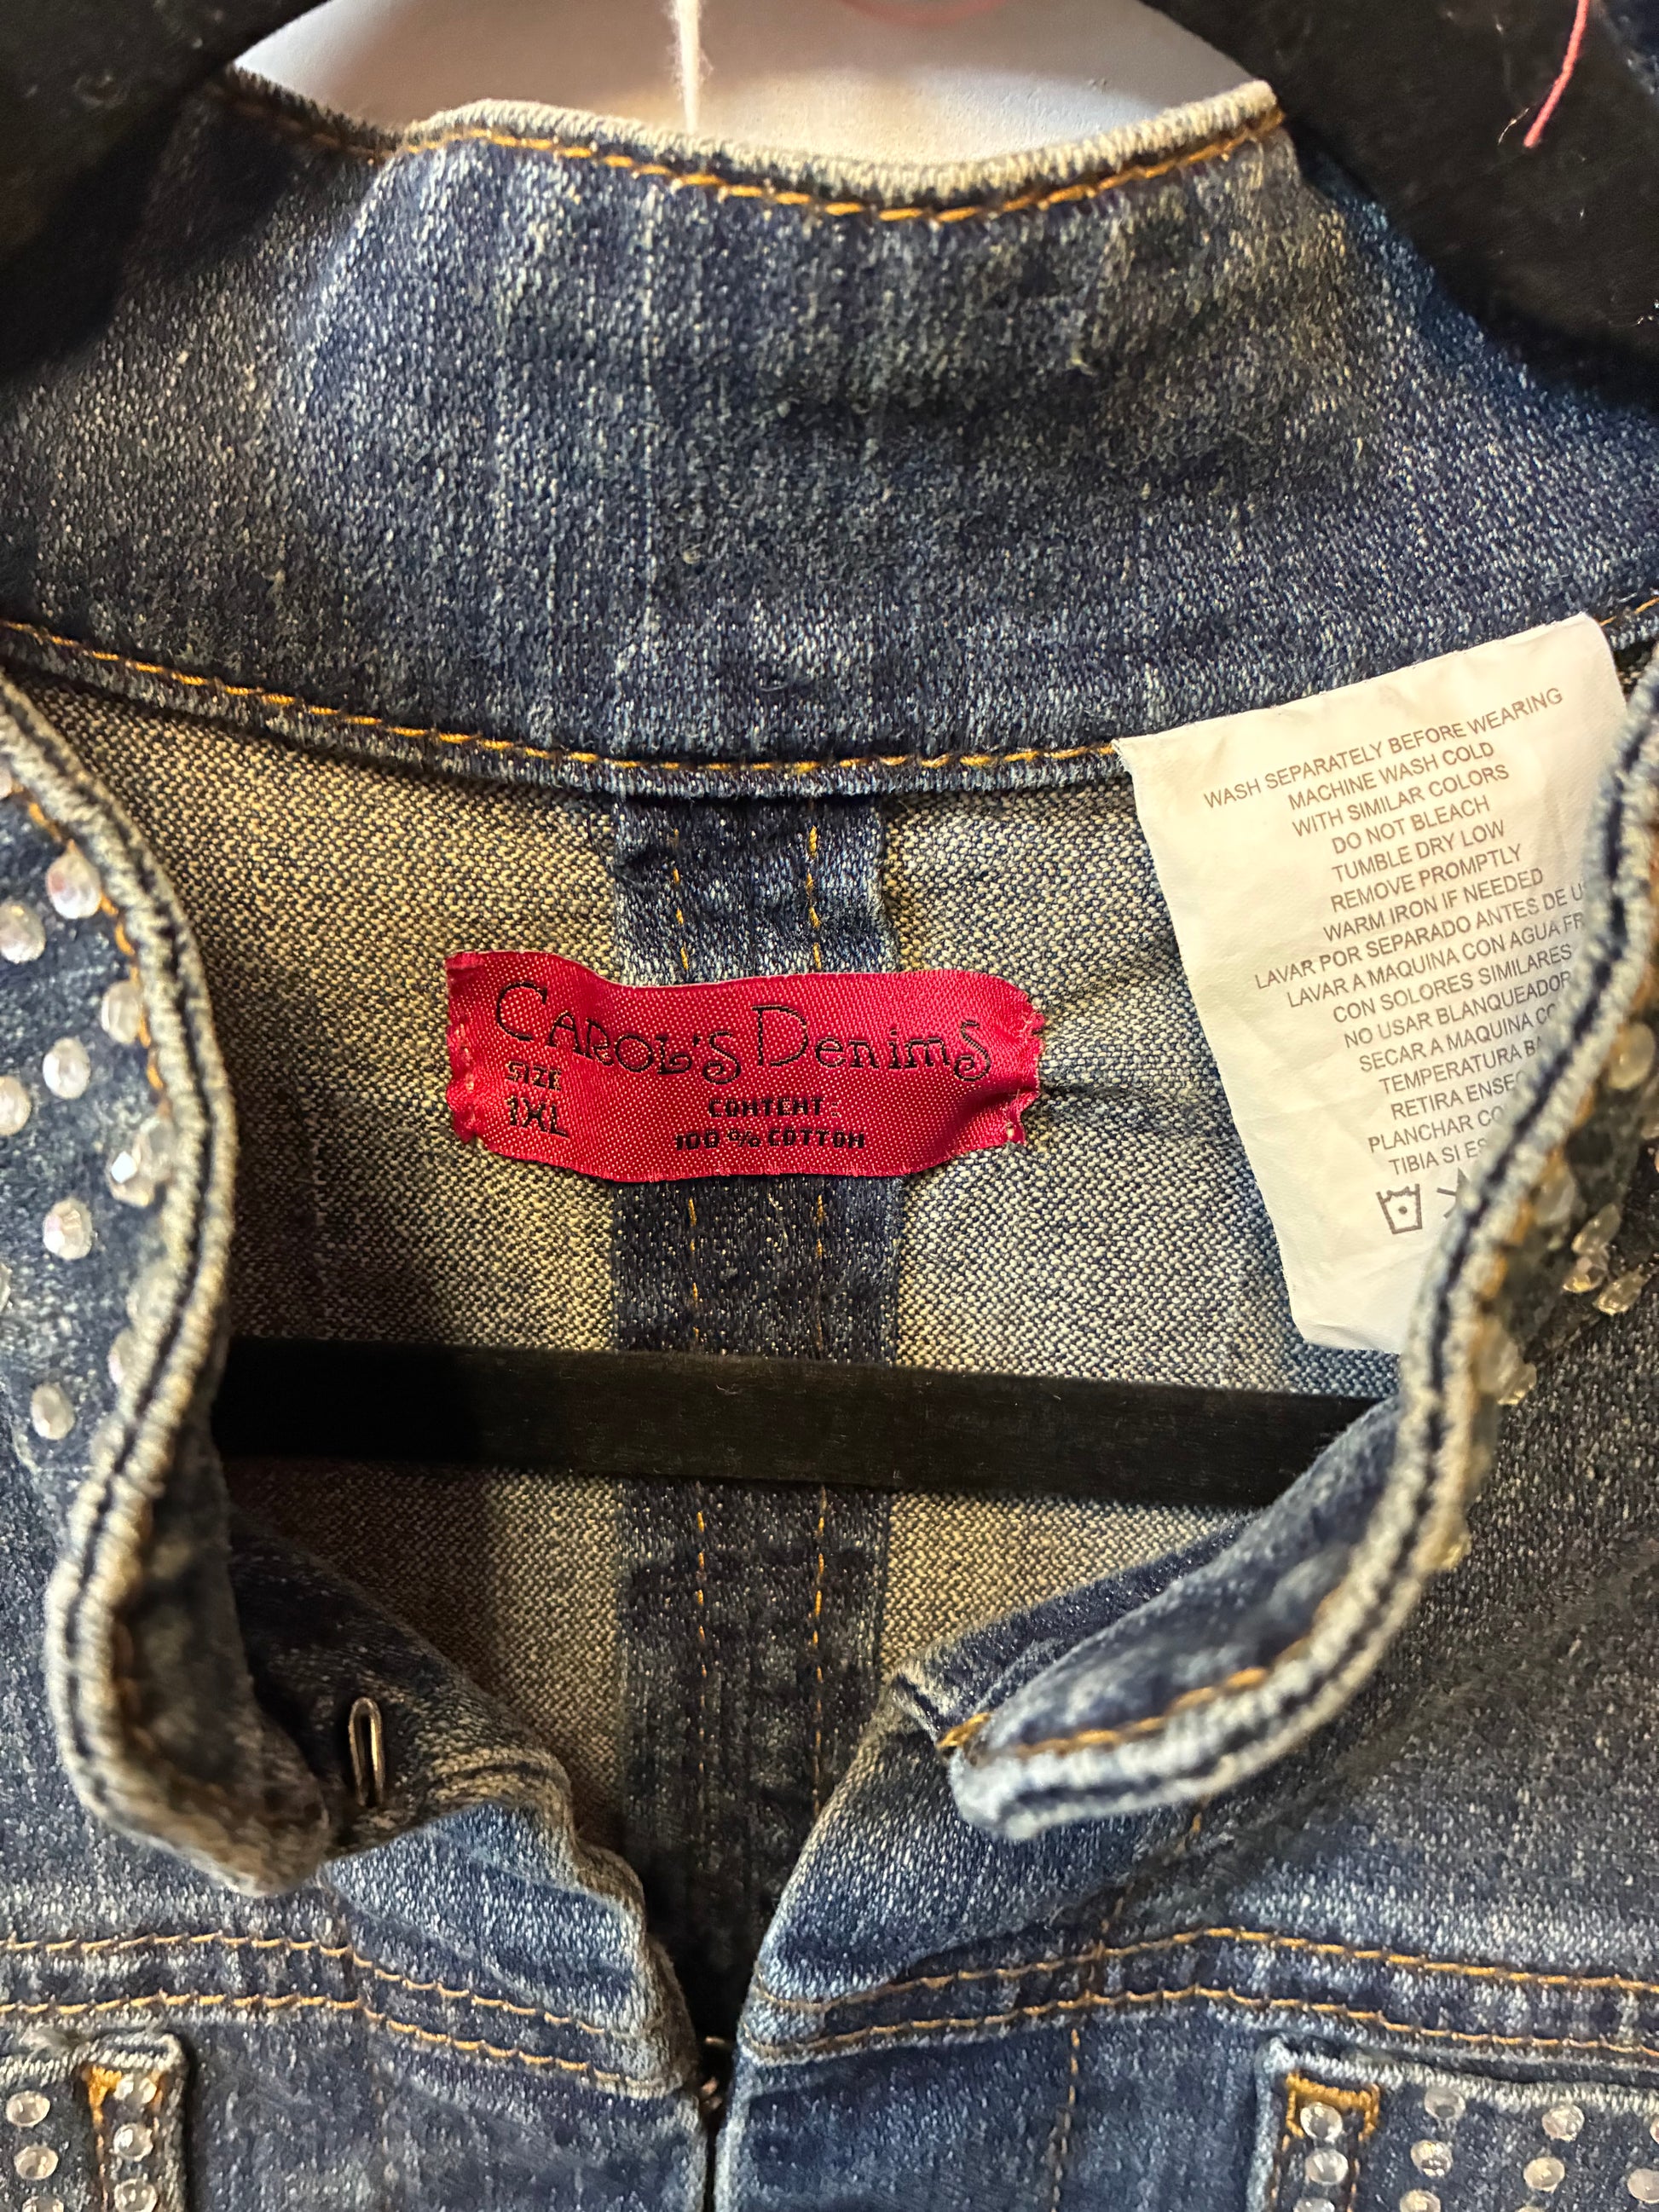 CAROL'S Denims
SIZE
1XL
CONTENT:
100 % COTTON
WASH SEPARATELY BEFORE WEARING
MACHINE WASH COLD
WITH SIMILAR COLORS
DO NOT BLEACH
TUMBLE DRY LOW
REMOVE PROMPTLY
WARM IRON IF NEEDED
LAVAR POR SEPARADO ANTES DE
LAVAR A MAQUINA CON AGUA
CON SOLORES SIMILARES
NO USAR BLANQUEADOR
SECAR A MAQUINA
TEMPERATURA
RETIRA
PLANCHAR
TIBIA SI